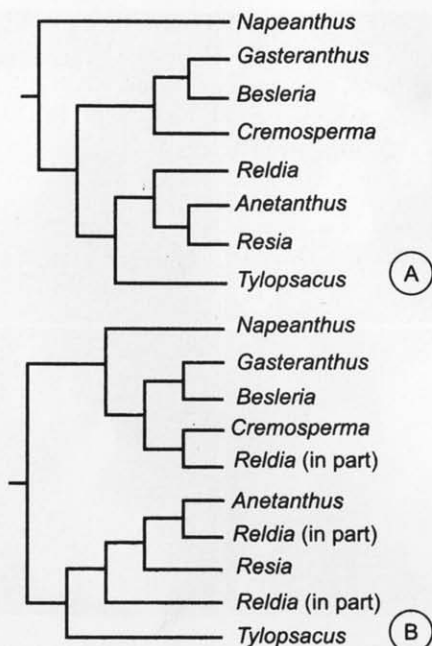 Napeanthus
Gasteranthus
Besleria
Cremosperma
Reldia
Anetanthus
Resia
Tylopsacus
A
Napeanthus
Gasteranthus
Besleria
Cremosperma
Reldia (in part)
Anetanthus
Reldia (in part)
Resia
Reldia (in part)
Tylopsacus
B